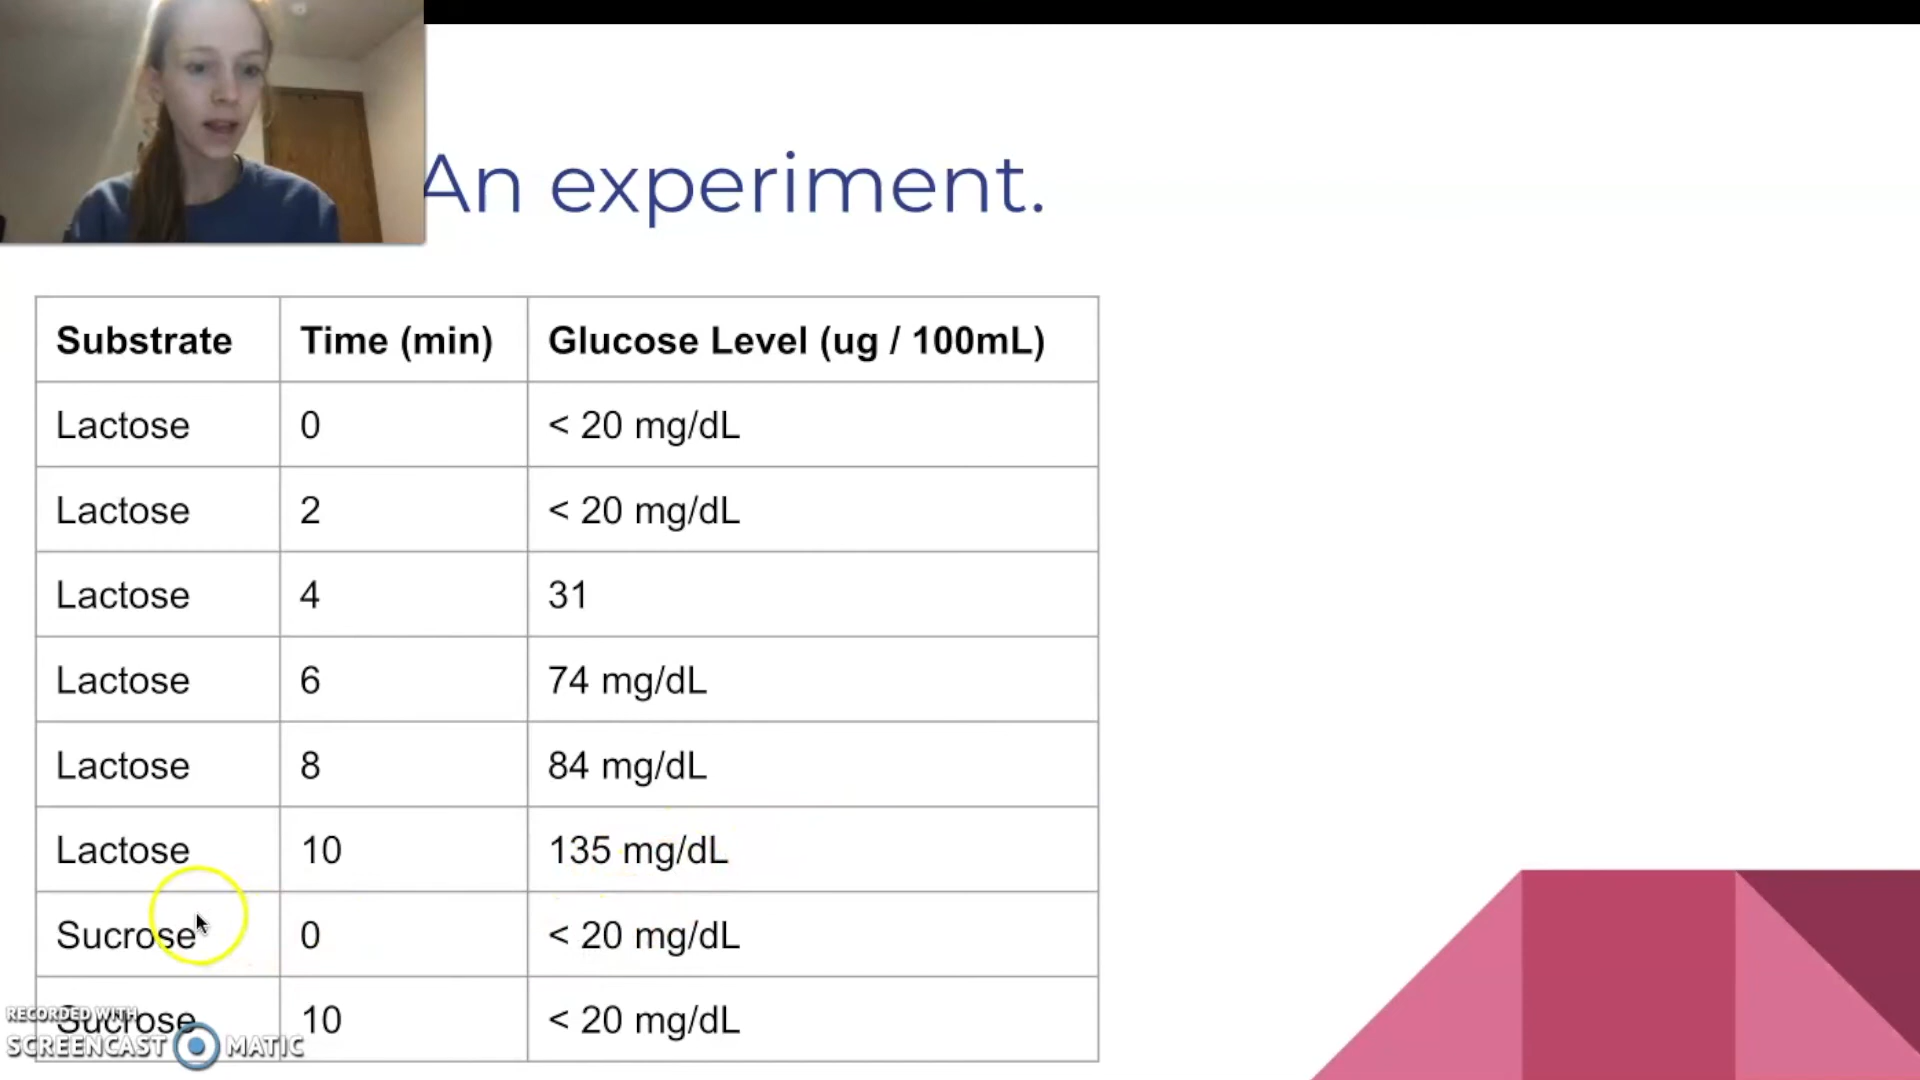 An experiment.
Substrate Time (min) Glucose Level (ug / 100mL)
Lactose 0 < 20 mg/dL
Lactose 2 < 20 mg/dL
Lactose 4 31
Lactose 6 74 mg/dL
Lactose 8 84 mg/dL
Lactose 10 135 mg/dL
Sucrose 0 < 20 mg/dL
Sucrose 10 < 20 mg/dL
RECORDED WITH
SCREENCAST MATIC